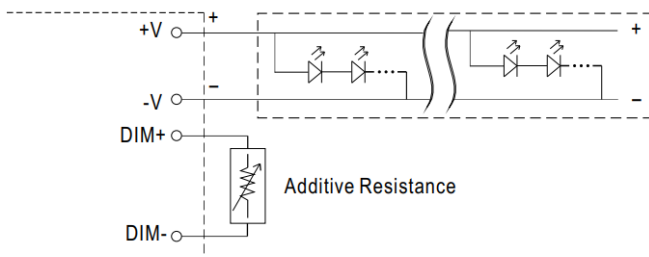 +V + +
-V − −
DIM+
Additive Resistance
DIM-